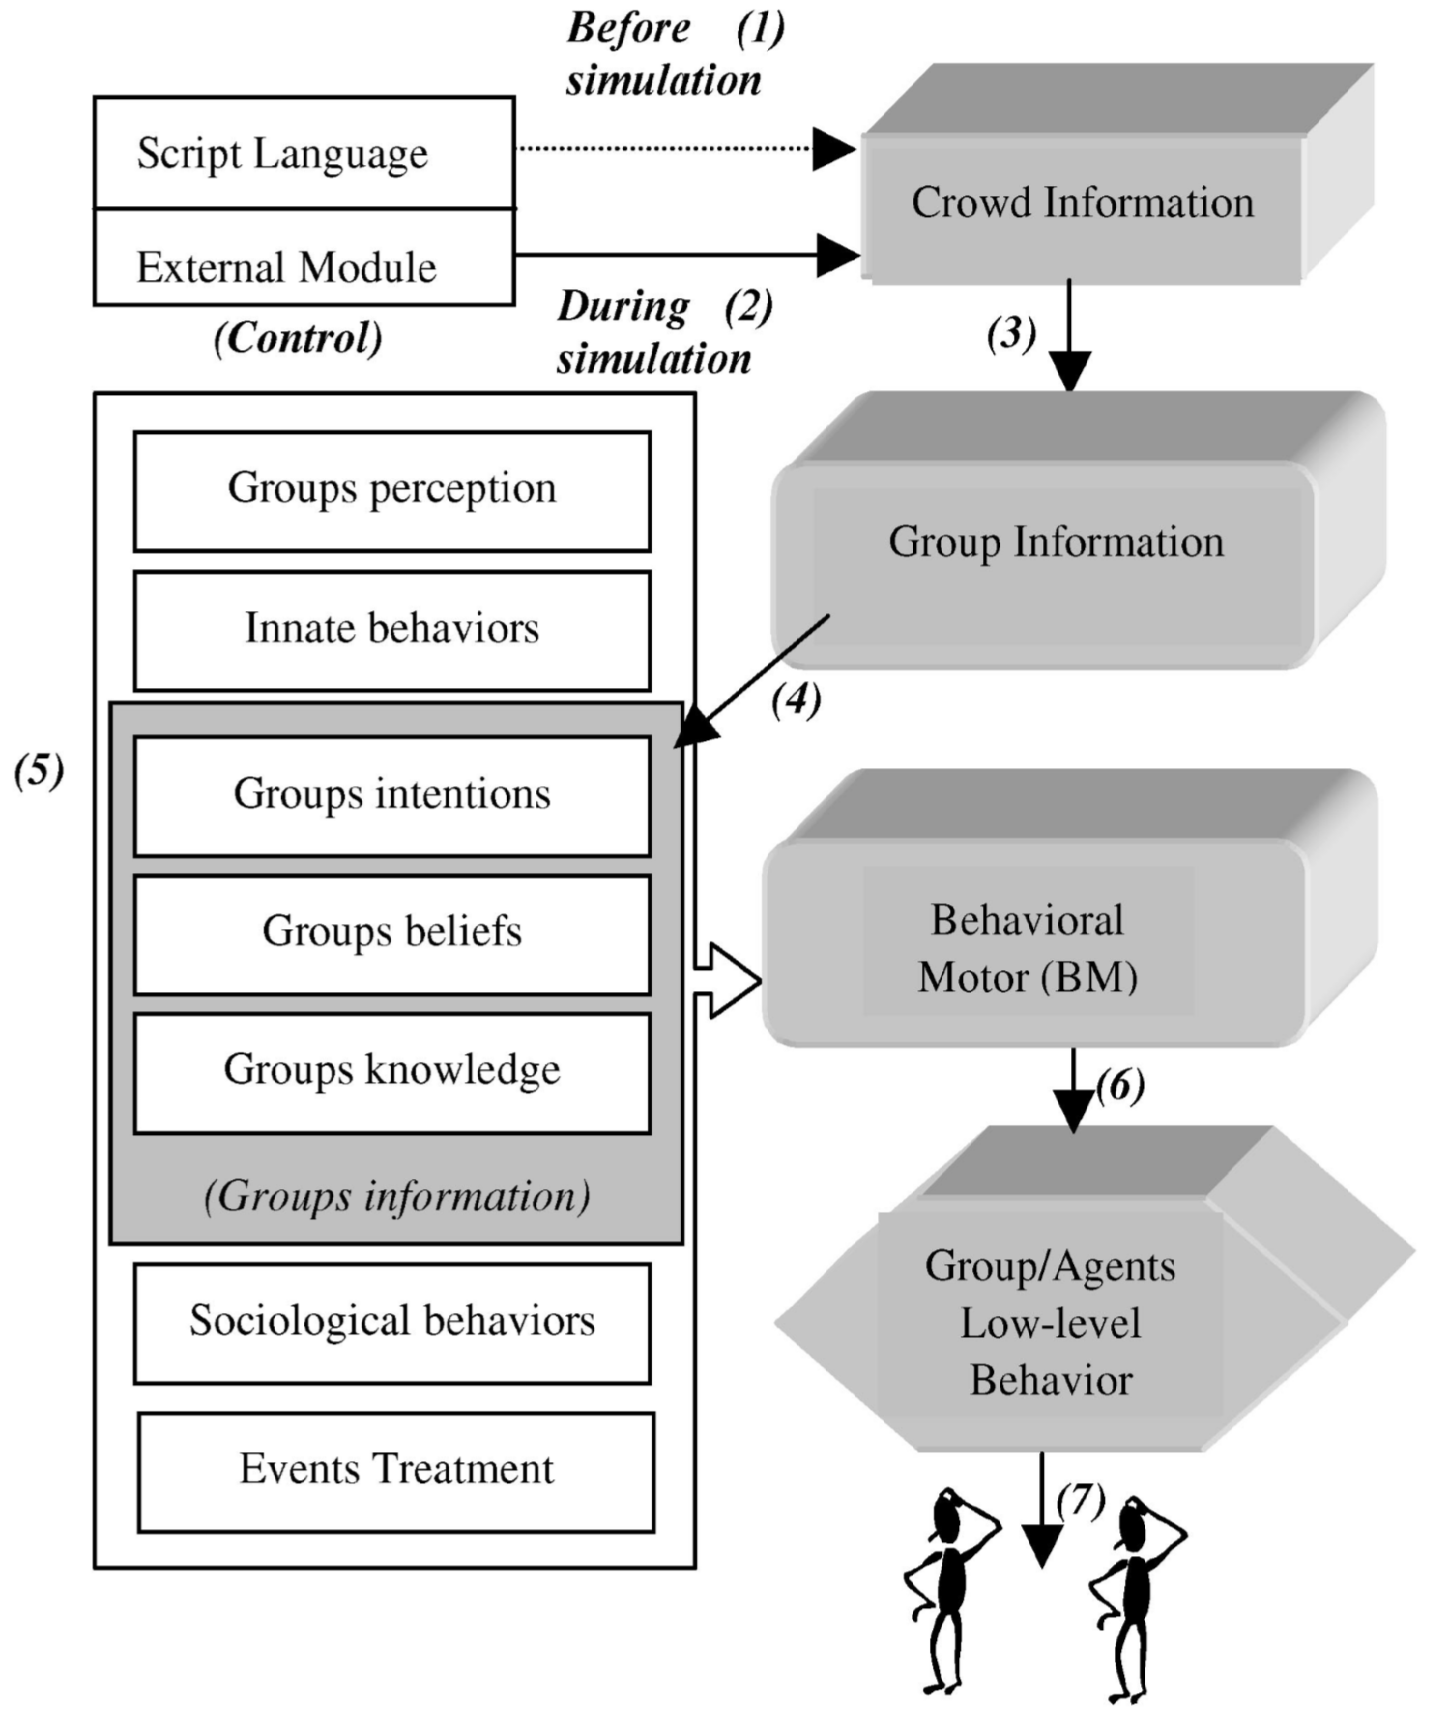 Before (1)
simulation
Script Language
External Module
(Control)
During (2)
simulation
Crowd Information
(3)
Group Information
(4)
Groups perception
Innate behaviors
(5)
Groups intentions
Groups beliefs
Groups knowledge
(Groups information)
Sociological behaviors
Events Treatment
Behavioral
Motor (BM)
(6)
Group/Agents
Low-level
Behavior
(7)